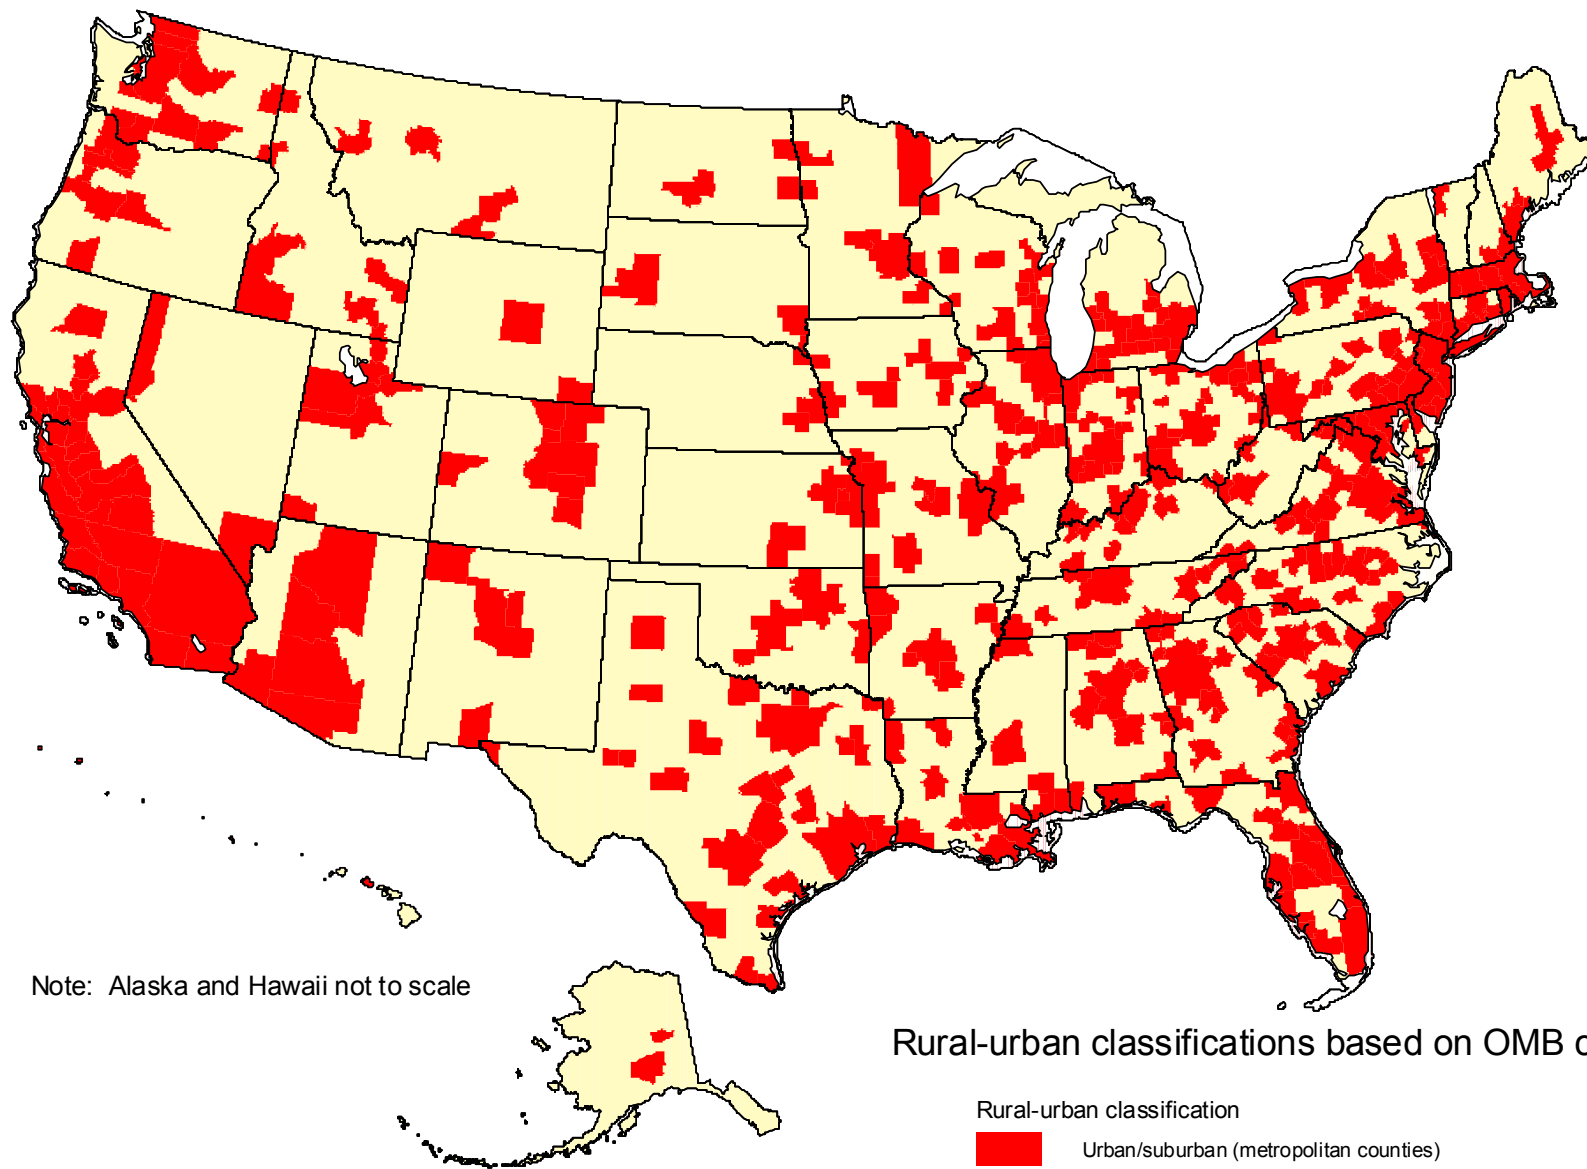 Note: Alaska and Hawaii not to scale
Rural-urban classifications based on OMB
Rural-urban classification
Urban/suburban (metropolitan counties)